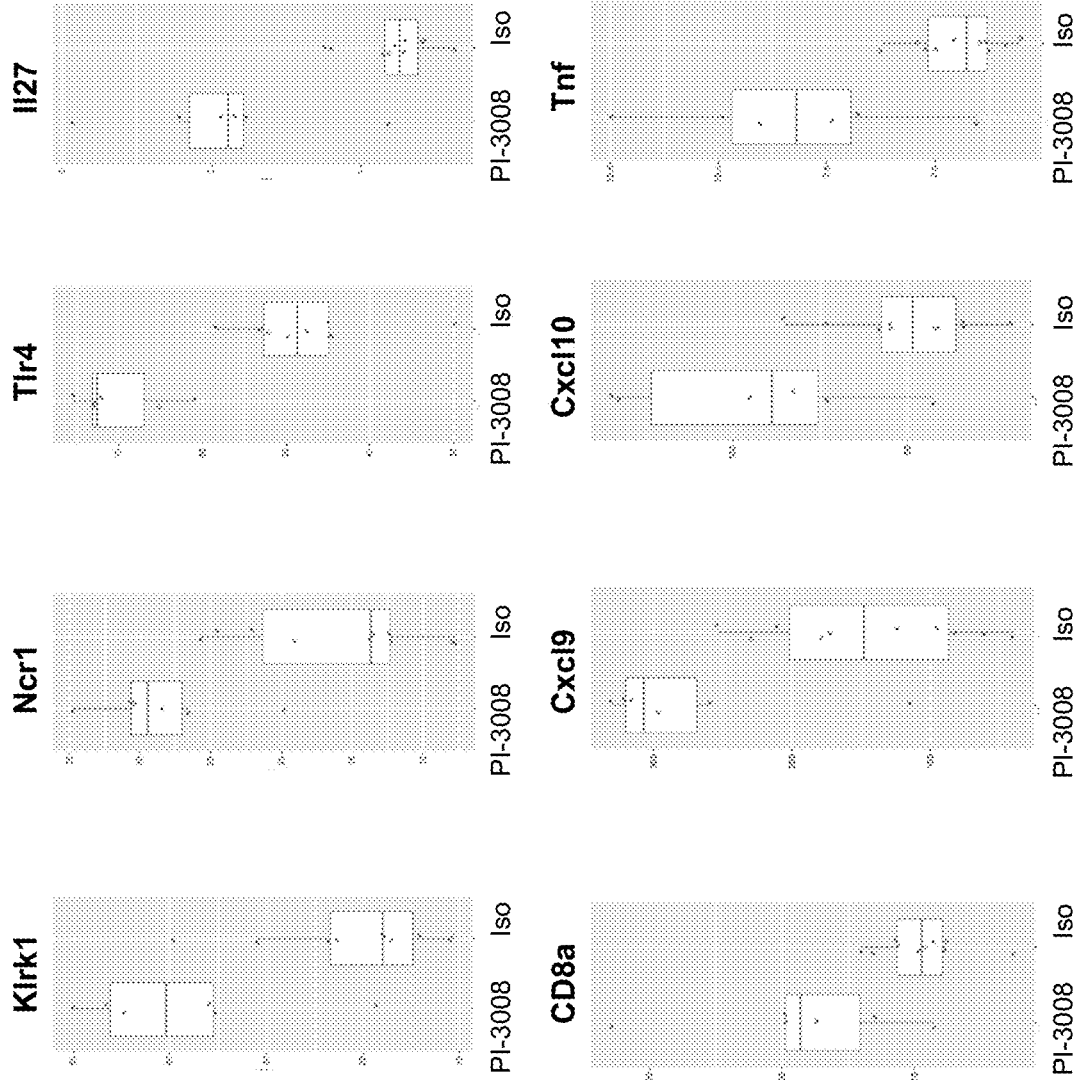 Klrk1
PI-3008 Iso
Ncr1
PI-3008 Iso
Tlr4
PI-3008 Iso
Il27
PI-3008 Iso
CD8a
PI-3008 Iso
Cxcl9
PI-3008 Iso
Cxcl10
PI-3008 Iso
Tnf
PI-3008 Iso